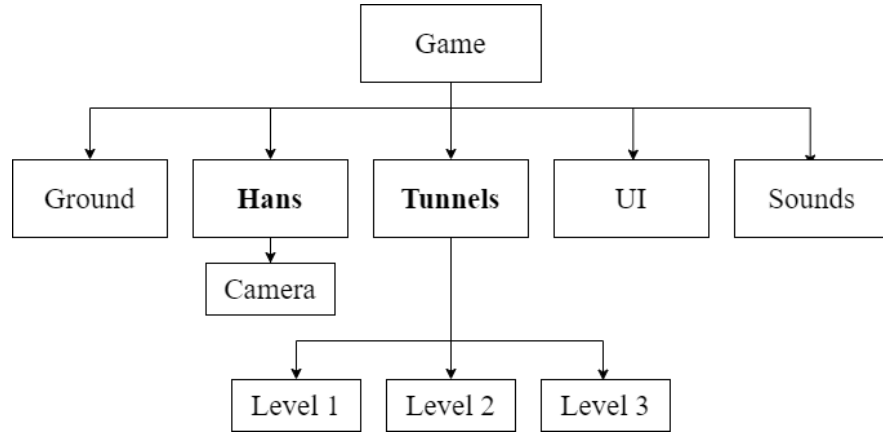 Game
Ground
Hans
Tunnels
UI
Sounds
Camera
Level 1
Level 2
Level 3